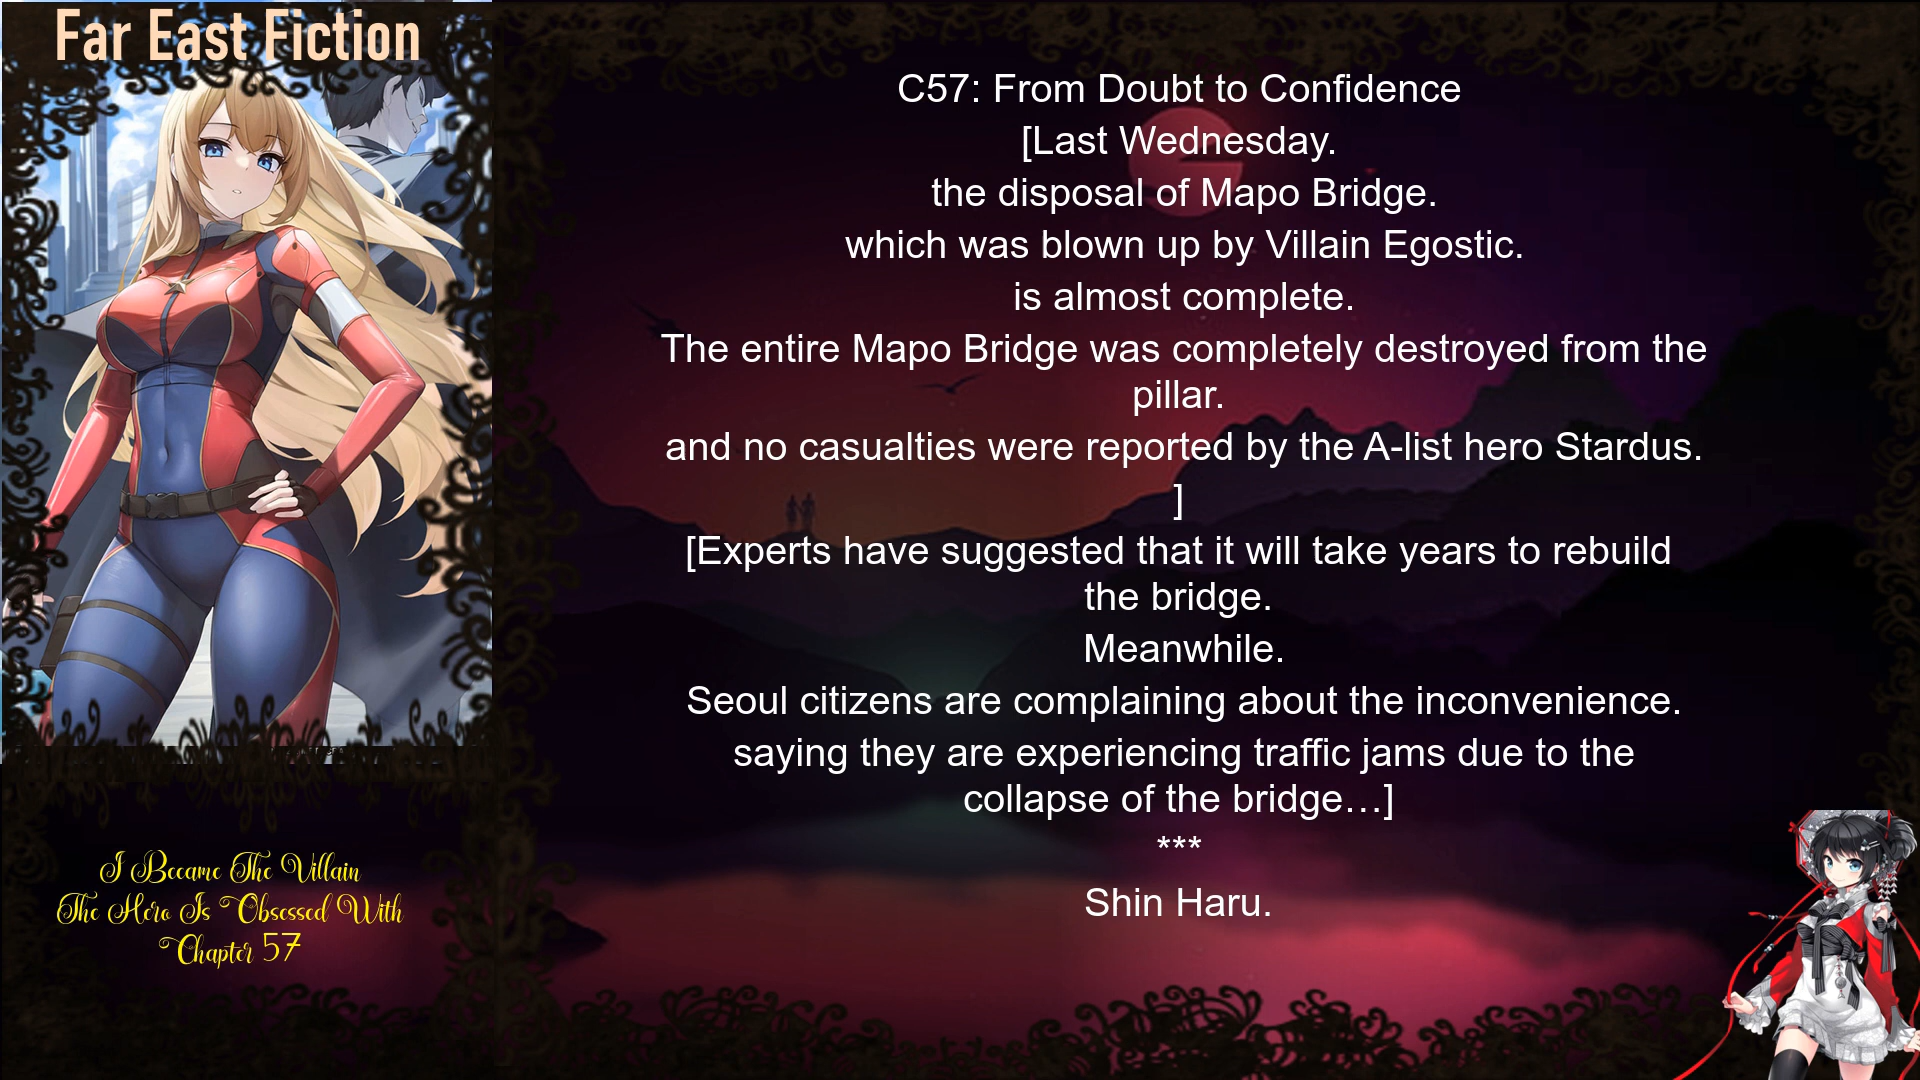 Far East Fiction
C57: From Doubt to Confidence
[Last Wednesday.
the disposal of Mapo Bridge.
which was blown up by Villain Egostic.
is almost complete.
The entire Mapo Bridge was completely destroyed from the
pillar.
and no casualties were reported by the A-list hero Stardus.
]
[Experts have suggested that it will take years to rebuild
the bridge.
Meanwhile.
Seoul citizens are complaining about the inconvenience.
saying they are experiencing traffic jams due to the
collapse of the bridge…]
***
Shin Haru.
I Became The Villain
The Hero Is Obsessed With
Chapter 57